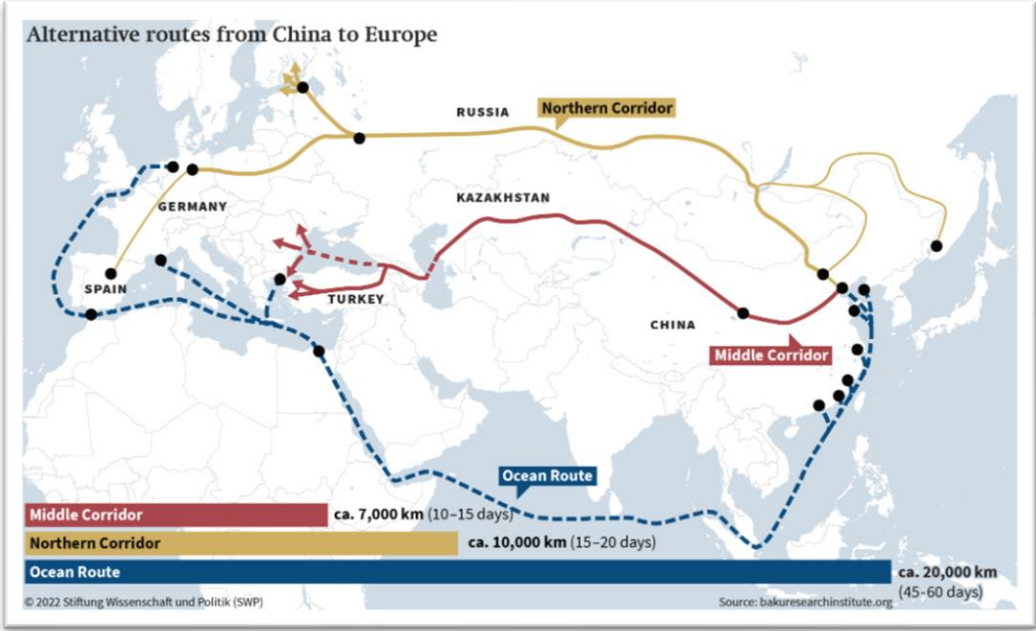 Alternative routes from China to Europe
RUSSIA
Northern Corridor
KAZAKHSTAN
GERMANY
SPAIN
TURKEY
CHINA
Middle Corridor
Ocean Route
Middle Corridor
ca. 7,000 km (10–15 days)
Northern Corridor
ca. 10,000 km (15–20 days)
Ocean Route
ca. 20,000 km
(45-60 days)
© 2022 Stiftung Wissenschaft und Politik (SWP)
Source: bakuresearchinstitute.org